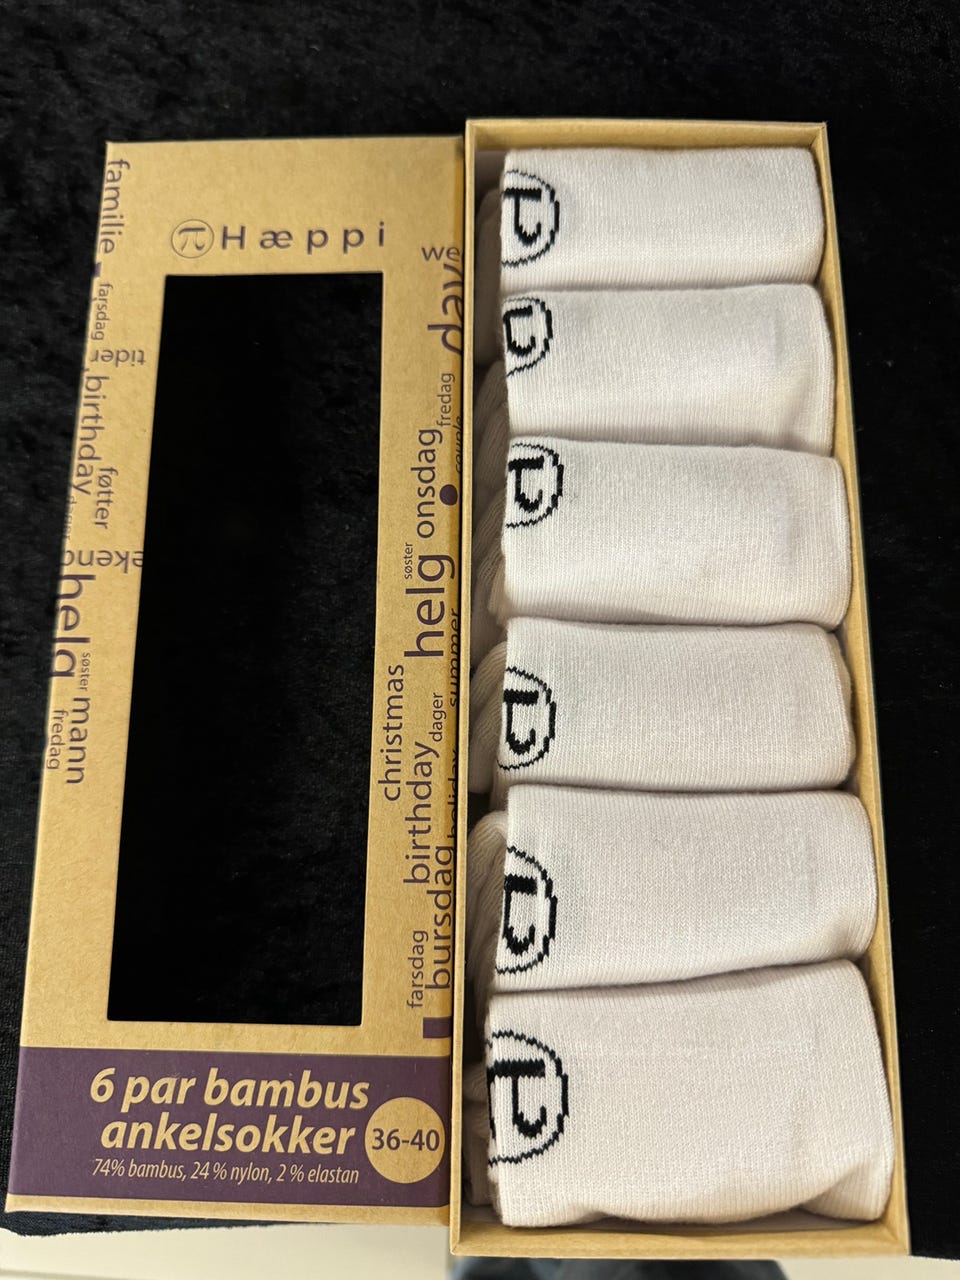 π Hæppi
familie
farsdag
tider
birthday
føtter
helg
søster
mann
fredag
we
day
fredag
onsdag
søster
helg
summer
christmas
dager
birthday
holiday
farsdag
bursdag
6 par bambus
ankelsokker
36-40
74% bambus, 24 % nylon, 2 % elastan